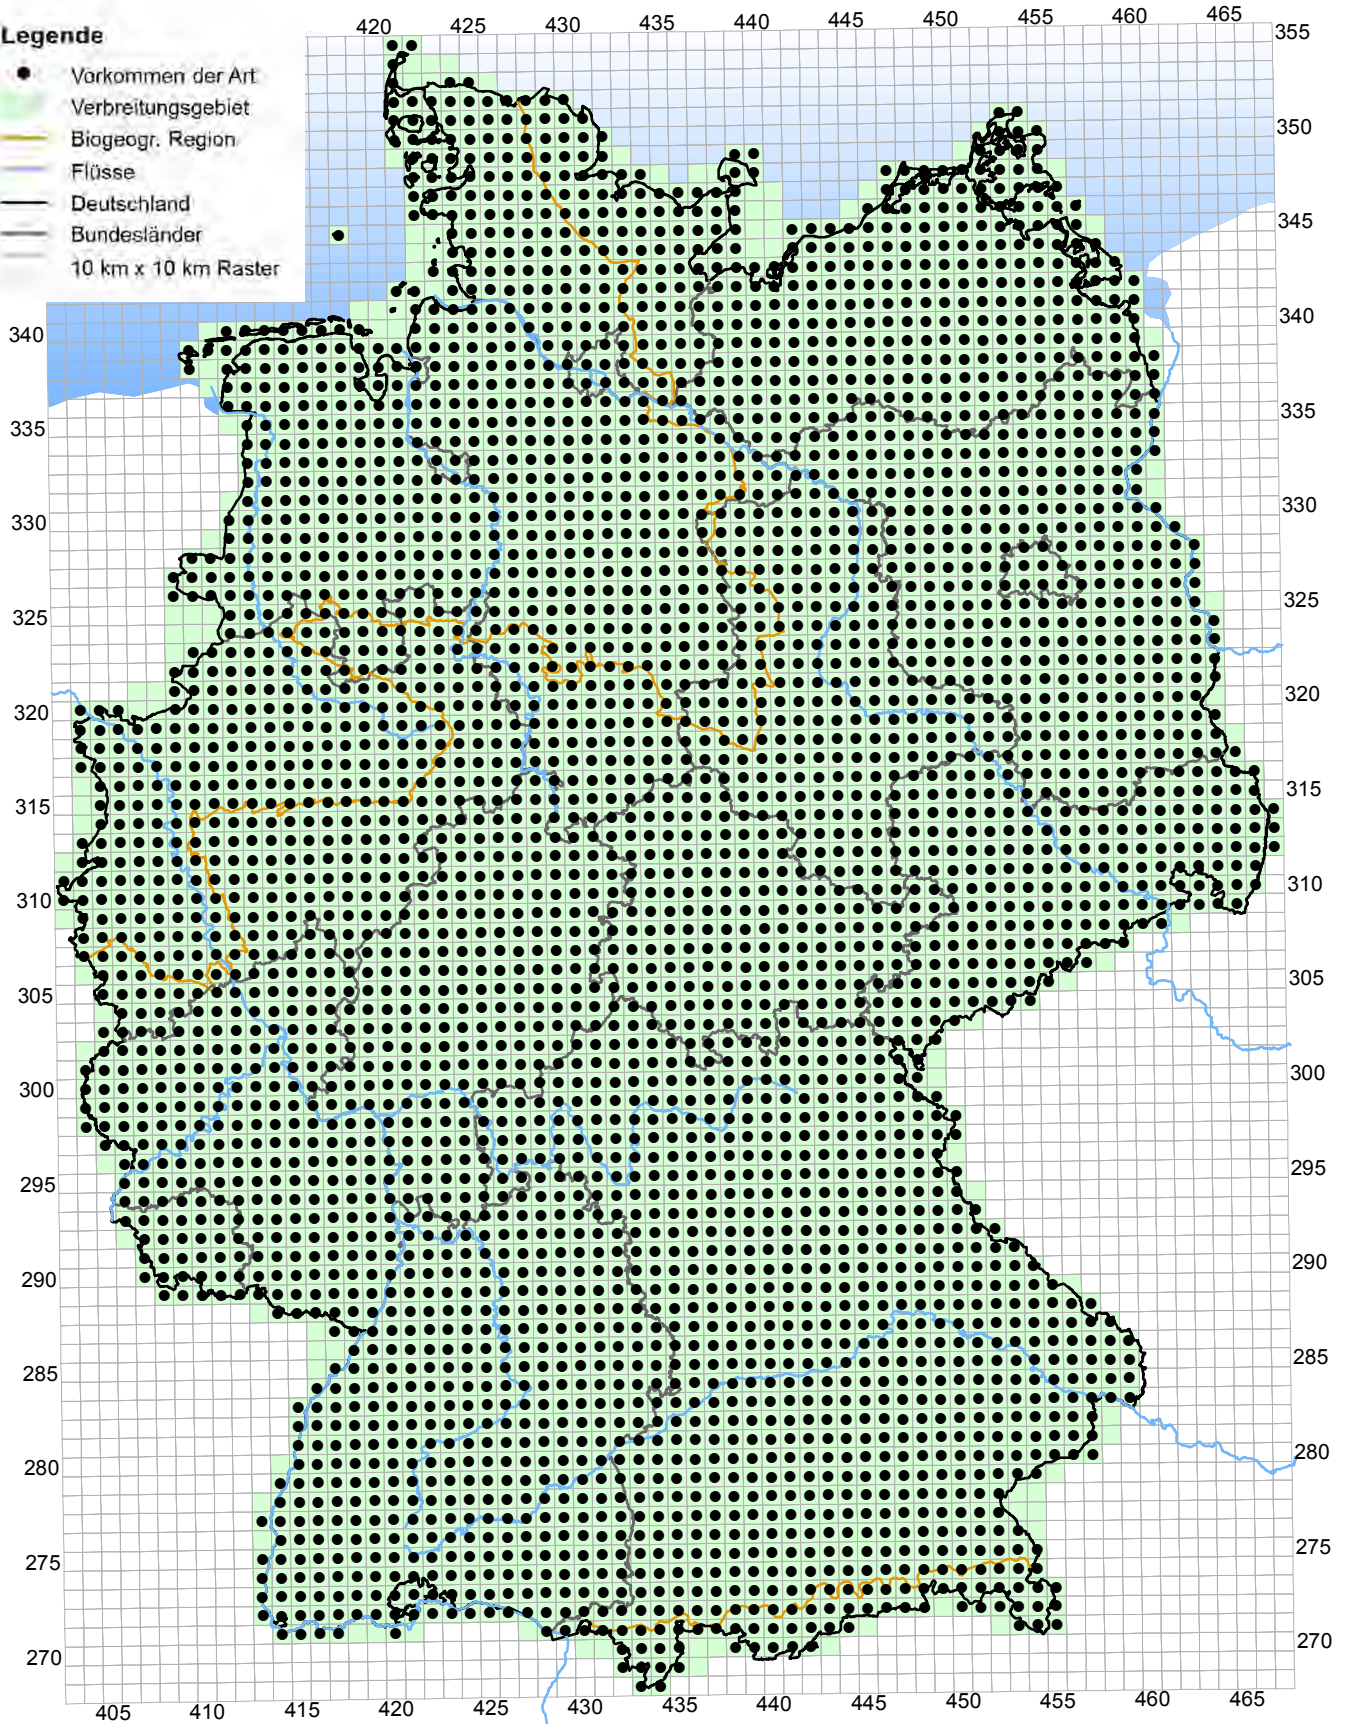 420 425 430 435 440 445 450 455 460 465
Legende
Vorkommen der Art
Verbreitungsgebiet
Biogeogr. Region
Flüsse
Deutschland
Bundesländer
10 km x 10 km Raster
355
350
345
340 340
335 335
330 330
325 325
320 320
315 315
310 310
305 305
300 300
295 295
290 290
285 285
280 280
275 275
270 270
405 410 415 420 425 430 435 440 445 450 455 460 465